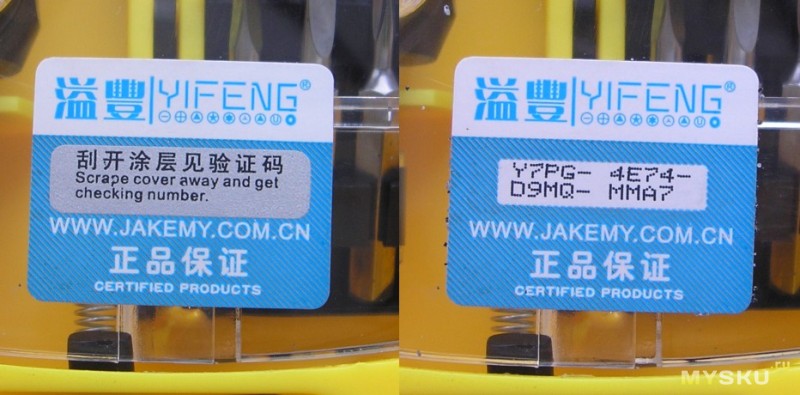 溢豐 YIFENG®
刮开涂层见验证码
Scrape cover away and get
checking number.
WWW.JAKEMY.COM.CN
正品保证
CERTIFIED PRODUCTS
溢豐 YIFENG®
Y7PG- 4E74-
D9MQ- MMA7
WWW.JAKEMY.COM.CN
正品保证
CERTIFIED PRODUCTS
MYSKU.ru